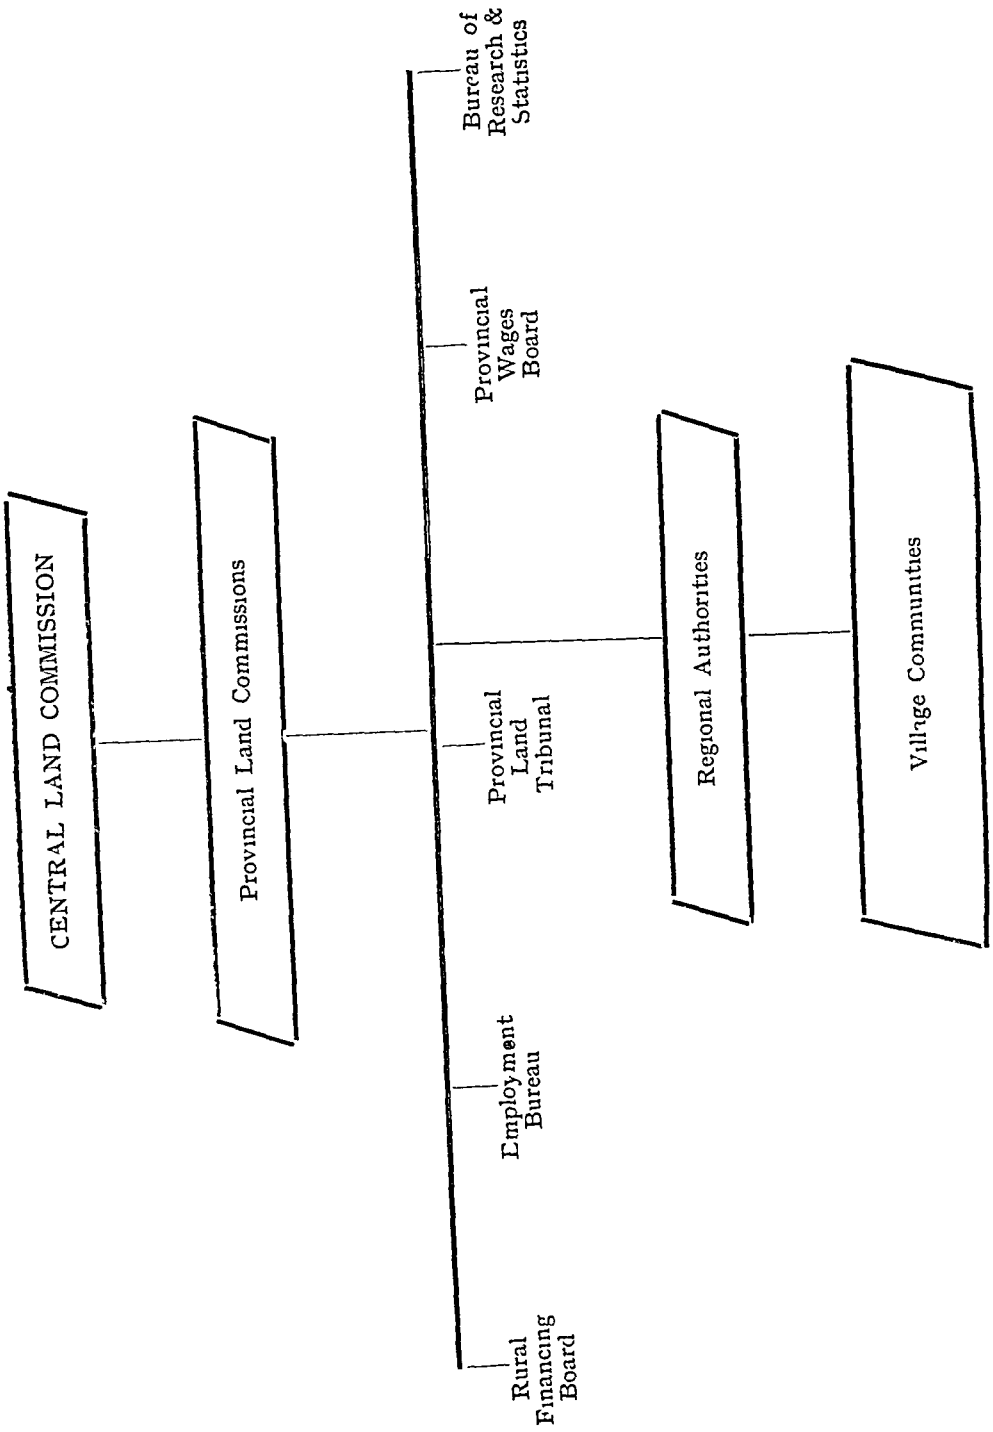 CENTRAL LAND COMMISSION
Provincial Land Commissions
Rural
Financing
Board
Employment
Bureau
Provincial
Land
Tribunal
Provincial
Wages
Board
Bureau of
Research &
Statistics
Regional Authorities
Village Communities